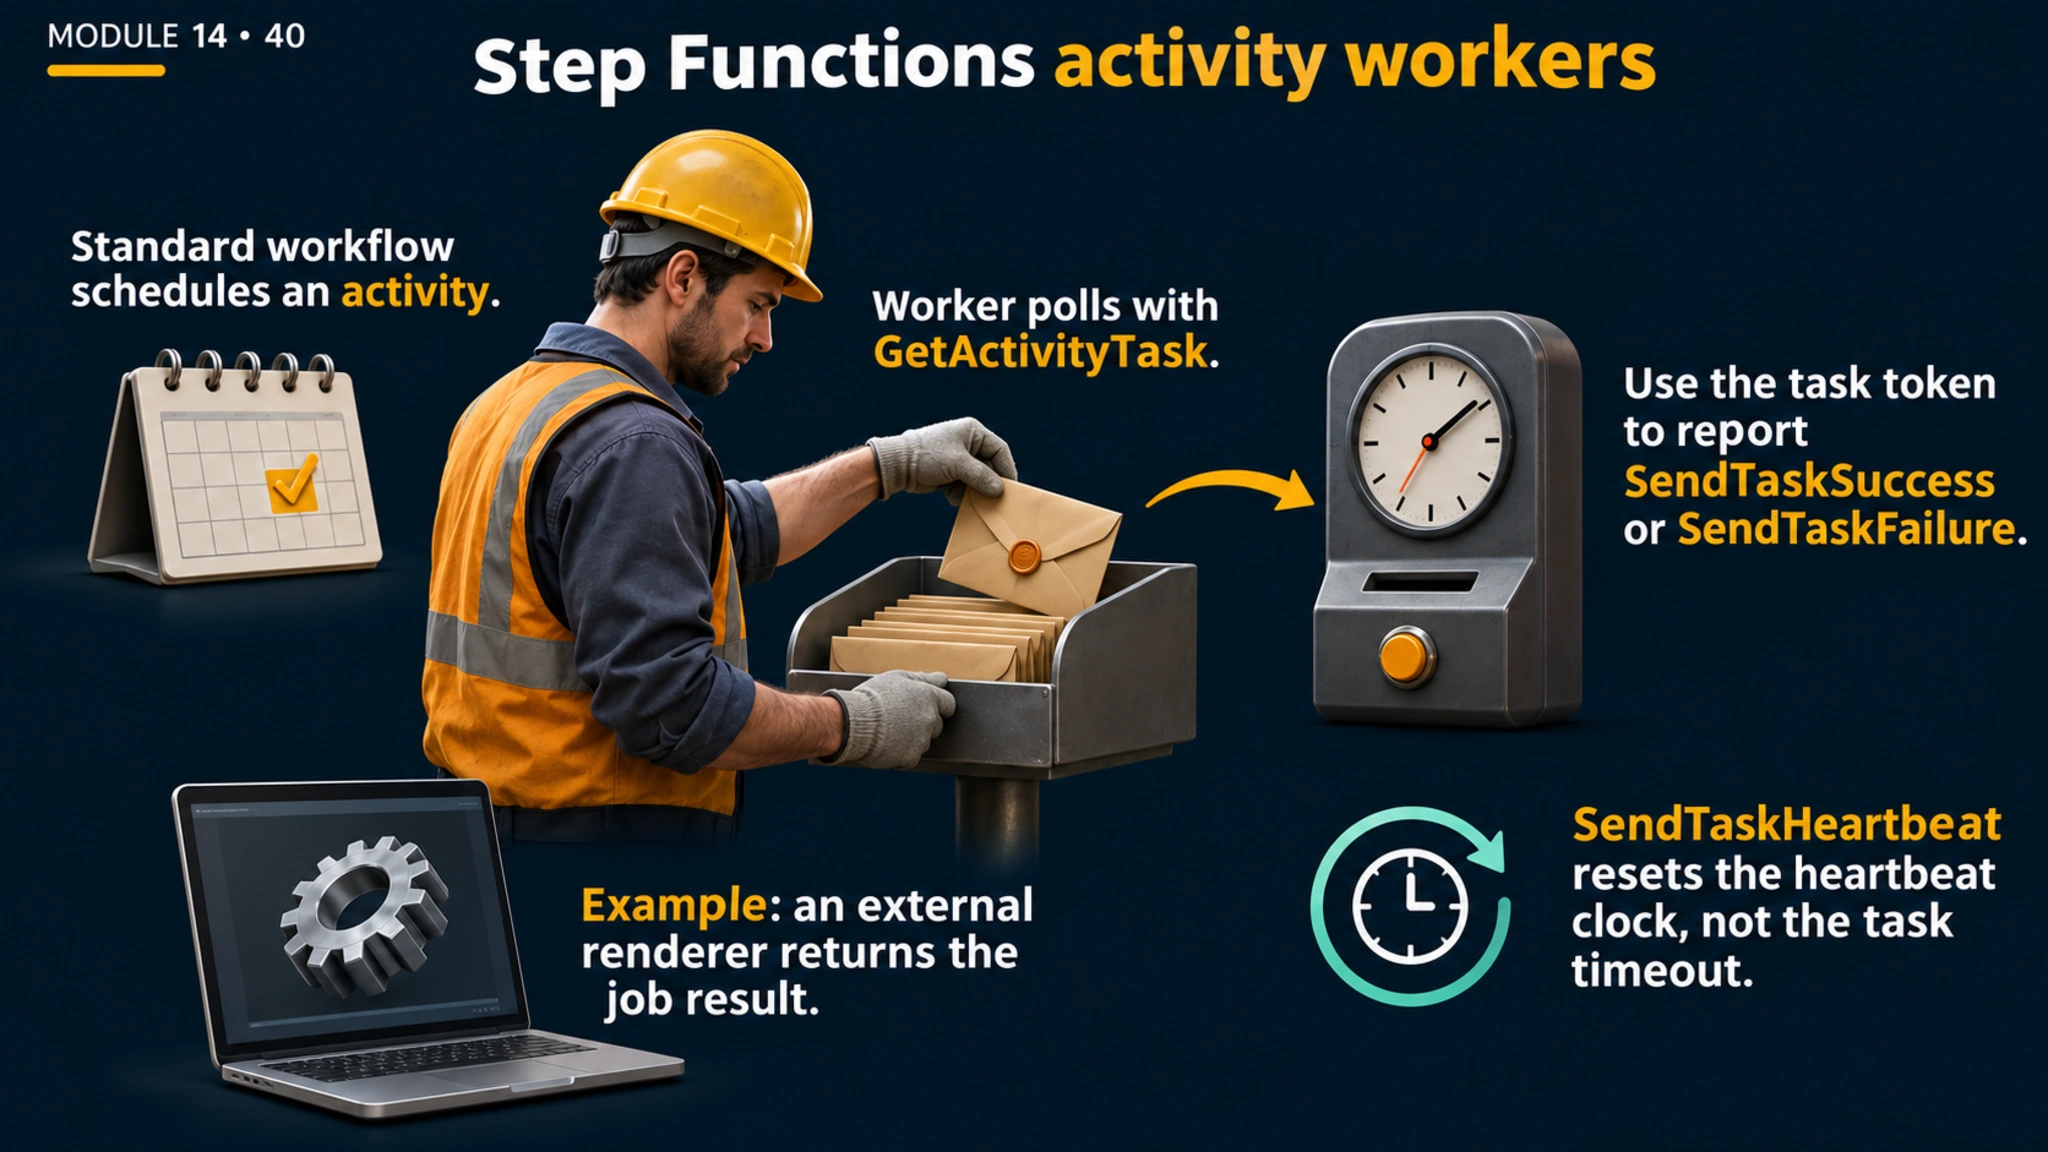 MODULE 14 • 40
Step Functions activity workers
Standard workflow
schedules an activity.
Worker polls with
GetActivityTask.
Use the task token
to report
SendTaskSuccess
or SendTaskFailure.
Example: an external
renderer returns the
job result.
SendTaskHeartbeat
resets the heartbeat
clock, not the task
timeout.